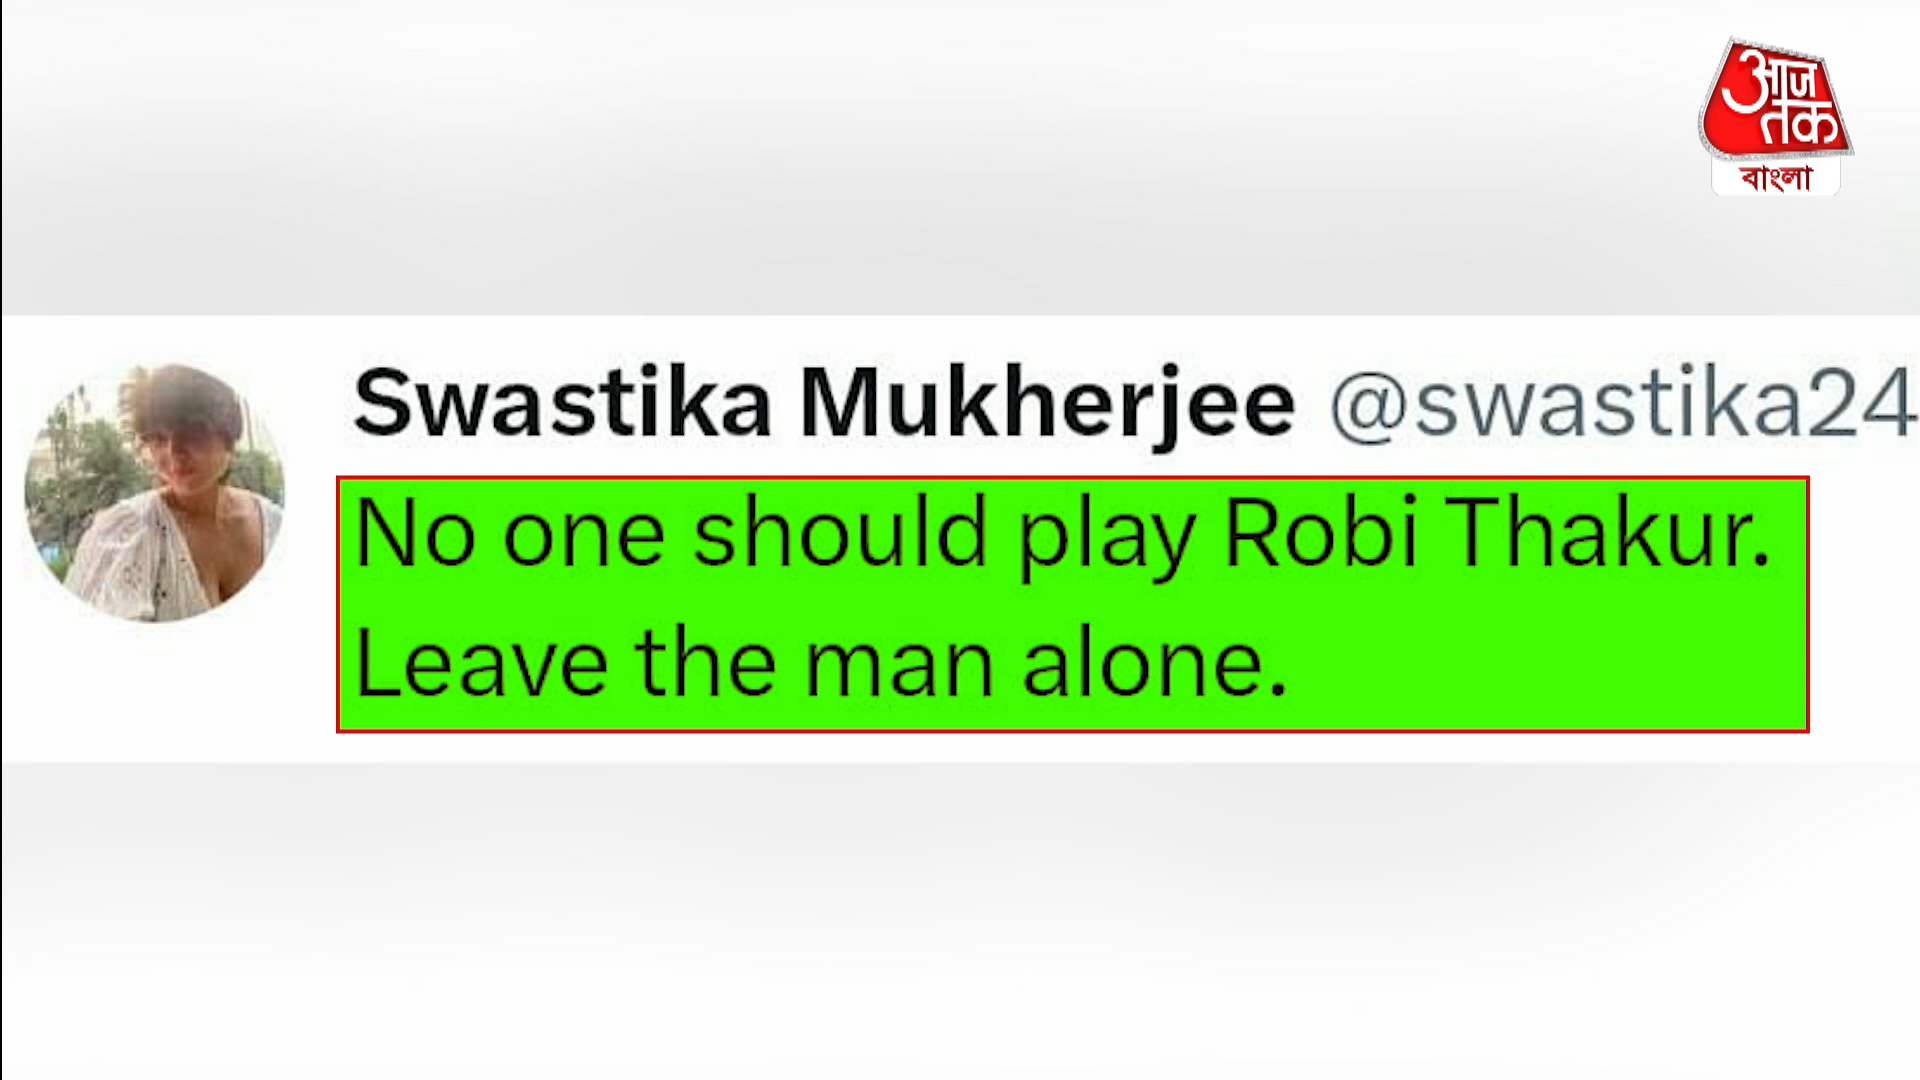 आज
तक
বাংলা
Swastika Mukherjee @swastika24
No one should play Robi Thakur.
Leave the man alone.